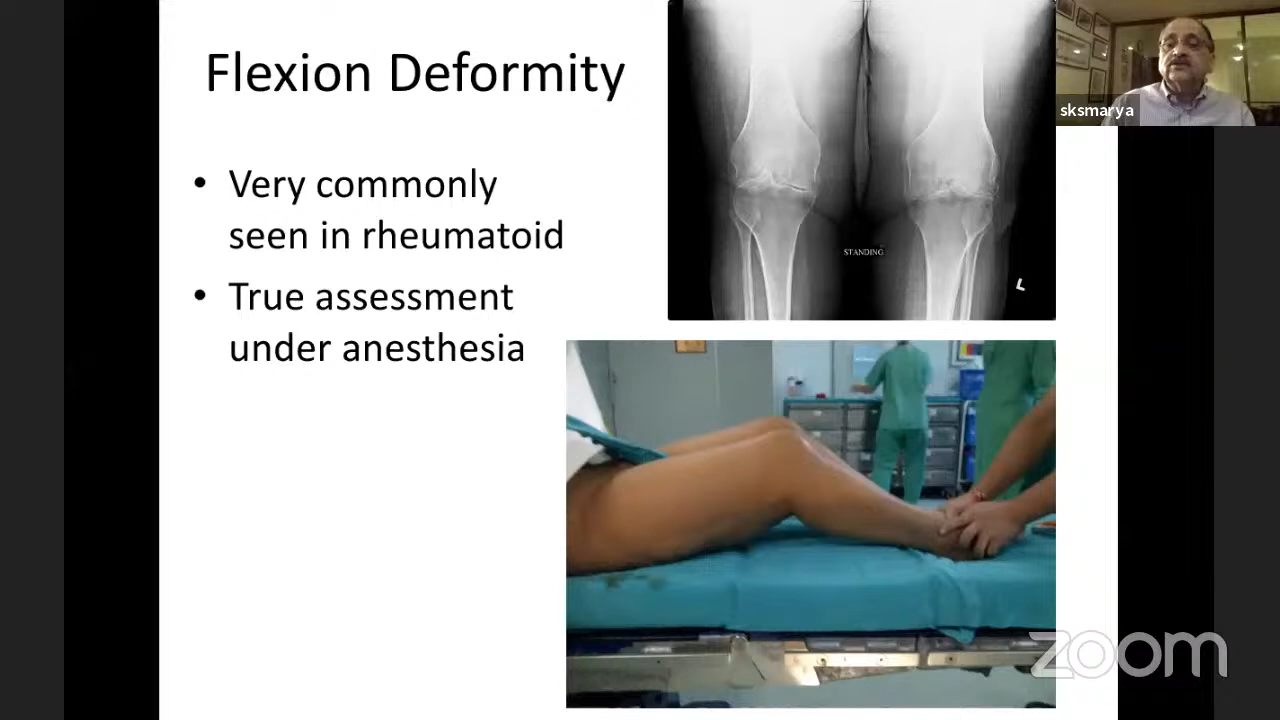 Flexion Deformity
• Very commonly
seen in rheumatoid
• True assessment
under anesthesia
STANDING
L
sksmarya
zoom